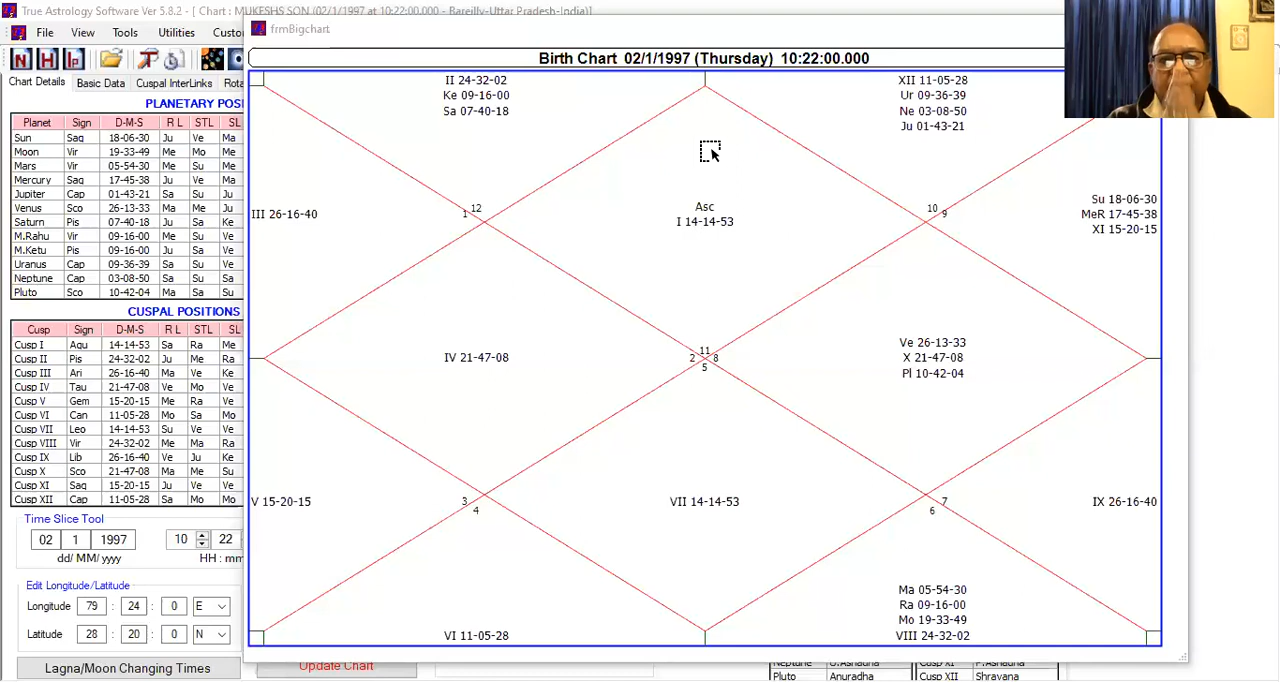 True Astrology Software Ver 5.8.2 - [ Chart : MUKESHS SON (02/1/1997 at 10:22:00.000 - Bareilly-Uttar Pradesh-India)]
File View Tools Utilities Custo
frmBigchart
N H Ip
Chart Details Basic Data Cuspal InterLinks Rota
Birth Chart 02/1/1997 (Thursday) 10:22:00.000
PLANETARY POSI
Planet Sign D-M-S R L STL SL
Sun Sag 18-06-30 Ju Ve Ma
Moon Vir 19-33-49 Me Mo Me
Mars Vir 05-54-30 Me Su Me
Mercury Sag 17-45-38 Ju Ve Ma
Jupiter Cap 01-43-21 Sa Su Ju
Venus Sco 26-13-33 Ma Me Ju
Saturn Pis 07-40-18 Ju Sa Ke
M.Rahu Vir 09-16-00 Me Su Ve
M.Ketu Pis 09-16-00 Ju Sa Ve
Uranus Cap 09-36-39 Sa Su Ve
Neptune Cap 03-08-50 Sa Su Sa
Pluto Sco 10-42-04 Ma Sa Su
CUSPAL POSITIONS
Cusp Sign D-M-S R L STL SL
Cusp I Aqu 14-14-53 Sa Ra Me
Cusp II Pis 24-32-02 Ju Me Ra
Cusp III Ari 26-16-40 Ma Ve Ke
Cusp IV Tau 21-47-08 Ve Mo Ve
Cusp V Gem 15-20-15 Me Ra Ve
Cusp VI Can 11-05-28 Mo Sa Mo
Cusp VII Leo 14-14-53 Su Ve Ve
Cusp VIII Vir 24-32-02 Me Ma Ra
Cusp IX Lib 26-16-40 Ve Ju Ke
Cusp X Sco 21-47-08 Ma Me Su
Cusp XI Sag 15-20-15 Ju Ve Ve
Cusp XII Cap 11-05-28 Sa Mo Mo
Time Slice Tool
02 1 1997 10 22
dd/ MM/ yyyy HH : mm
Edit Longitude/Latitude
Longitude 79 : 24 : 0 E
Latitude 28 : 20 : 0 N
Lagna/Moon Changing Times
Update Chart
II 24-32-02
Ke 09-16-00
Sa 07-40-18
XII 11-05-28
Ur 09-36-39
Ne 03-08-50
Ju 01-43-21
III 26-16-40
1 12
Asc
I 14-14-53
10 9
Su 18-06-30
MeR 17-45-38
XI 15-20-15
IV 21-47-08
2 11 8
5
Ve 26-13-33
X 21-47-08
Pl 10-42-04
V 15-20-15
3 4
VII 14-14-53
7 6
IX 26-16-40
VI 11-05-28
Ma 05-54-30
Ra 09-16-00
Mo 19-33-49
VIII 24-32-02
Pluto Anuradha Cusp XII Shravana